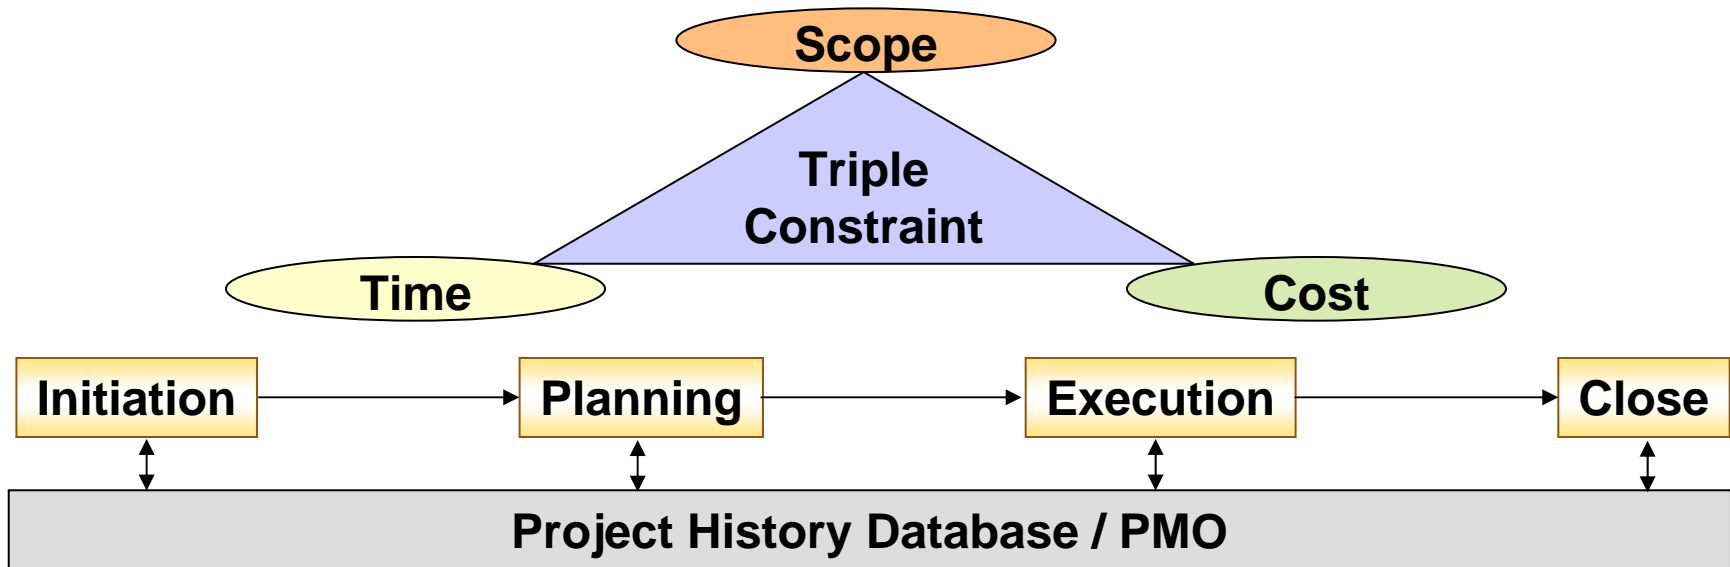 Scope
Triple
Constraint
Time
Cost
Initiation
Planning
Execution
Close
Project History Database / PMO